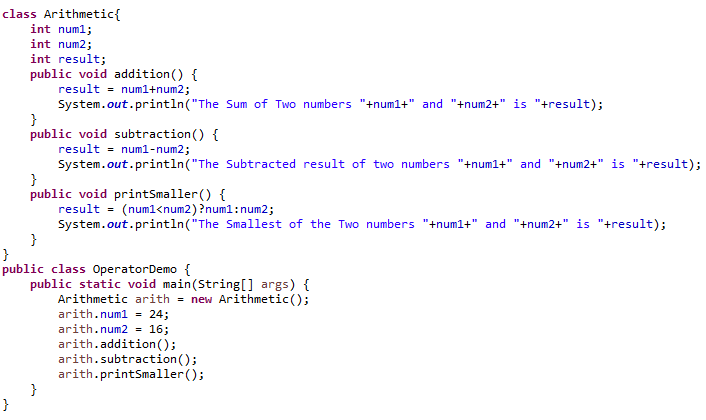 class Arithmetic{
    int num1;
    int num2;
    int result;
    public void addition() {
        result = num1+num2;
        System.out.println("The Sum of Two numbers "+num1+" and "+num2+" is "+result);
    }
    public void subtraction() {
        result = num1-num2;
        System.out.println("The Subtracted result of two numbers "+num1+" and "+num2+" is "+result);
    }
    public void printSmaller() {
        result = (num1<num2)?num1:num2;
        System.out.println("The Smallest of the Two numbers "+num1+" and "+num2+" is "+result);
    }
}
public class OperatorDemo {
    public static void main(String[] args) {
        Arithmetic arith = new Arithmetic();
        arith.num1 = 24;
        arith.num2 = 16;
        arith.addition();
        arith.subtraction();
        arith.printSmaller();
    }
}